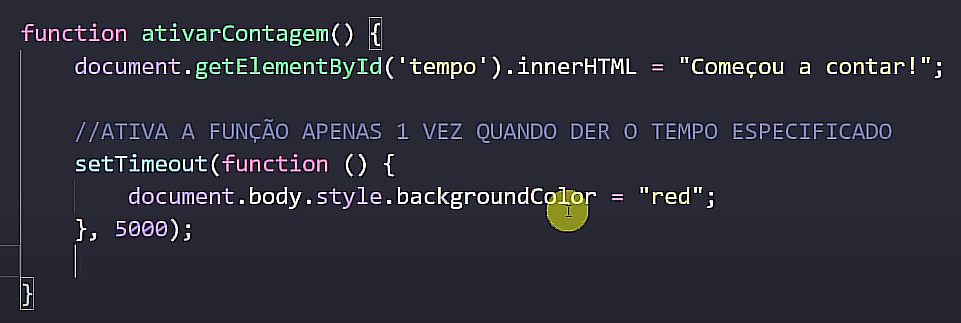 function ativarContagem() {
document.getElementById('tempo').innerHTML = "Começou a contar!";
//ATIVA A FUNÇÃO APENAS 1 VEZ QUANDO DER O TEMPO ESPECIFICADO
setTimeout(function () {
document.body.style.backgroundColor = "red";
}, 5000);
}